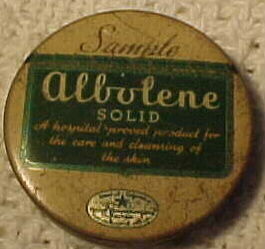 Sample
albolene
SOLID
A hospital-proved product for
the care and cleansing of
the skin